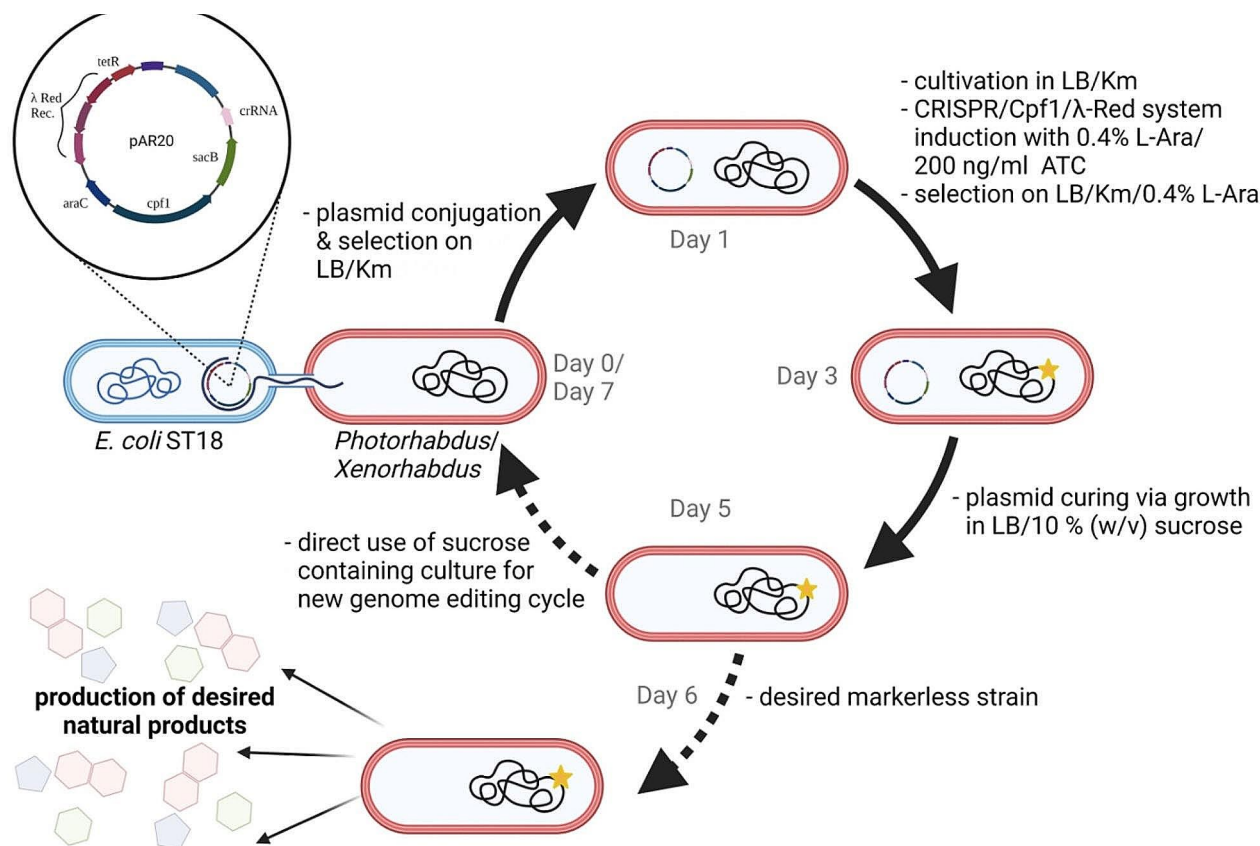 tetR
λ Red
Rec.
crRNA
pAR20
sacB
araC
cpf1
- plasmid conjugation
& selection on
LB/Km
Day 1
- cultivation in LB/Km
- CRISPR/Cpf1/λ-Red system
induction with 0.4% L-Ara/
200 ng/ml ATC
- selection on LB/Km/0.4% L-Ara
Day 0/
Day 7
E. coli ST18
Photorhabdus/
Xenorhabdus
Day 3
- plasmid curing via growth
in LB/10 % (w/v) sucrose
Day 5
- direct use of sucrose
containing culture for
new genome editing cycle
Day 6
- desired markerless strain
production of desired
natural products